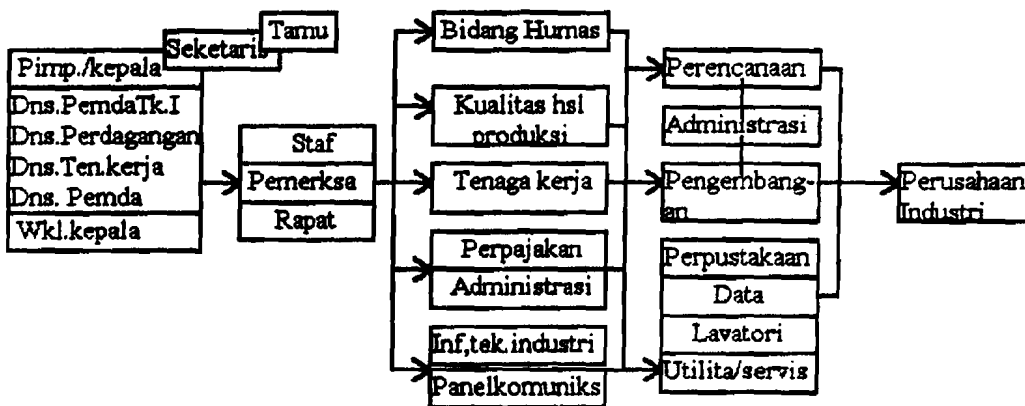 Tamu
Seketaris
Pimp./kepala
Dns.PemdaTk.I
Dns.Perdagangan
Dns.Ten.kerja
Dns. Pemda
Wkl.kepala
Staf
Pemerksa
Rapat
Bidang Humas
Kualitas hsl
produksi
Tenaga kerja
Perpajakan
Administrasi
Inf,tek.industri
Panelkomuniks
Perencanaan
Administrasi
Pengembang-
an
Perpustakaan
Data
Lavatori
Utilita/servis
Perusahaan
Industri